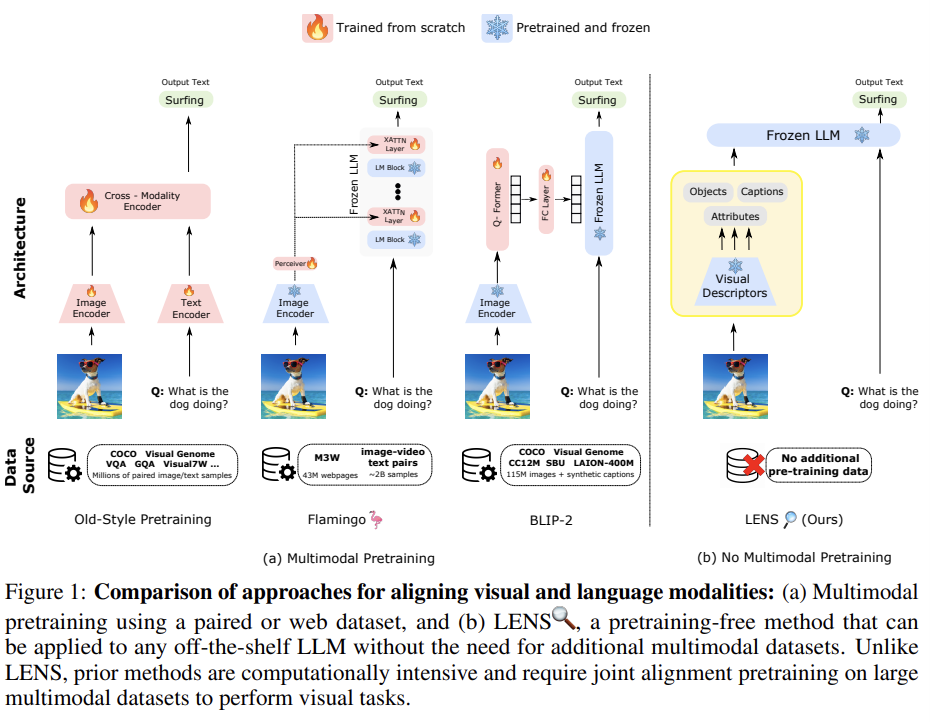 Trained from scratch
Pretrained and frozen
Architecture
Output Text
Surfing
Cross - Modality
Encoder
Image
Encoder
Text
Encoder
Q: What is the
dog doing?
Output Text
Surfing
Frozen LLM
XATTN
Layer
LM Block
XATTN
Layer
LM Block
Perceiver
Image
Encoder
Q: What is the
dog doing?
Output Text
Surfing
Q- Former
FC Layer
Frozen LLM
Image
Encoder
Q: What is the
dog doing?
Output Text
Surfing
Frozen LLM
Objects
Captions
Attributes
Visual
Descriptors
Q: What is the
dog doing?
Data
Source
COCO Visual Genome
VQA GQA Visual7W ...
Millions of paired image/text samples
M3W
43M webpages
image-video
text pairs
~2B samples
COCO Visual Genome
CC12M SBU LAION-400M
115M images + synthetic captions
No additional
pre-training data
Old-Style Pretraining
Flamingo
BLIP-2
LENS (Ours)
(a) Multimodal Pretraining
(b) No Multimodal Pretraining
Figure 1: Comparison of approaches for aligning visual and language modalities: (a) Multimodal
pretraining using a paired or web dataset, and (b) LENS, a pretraining-free method that can
be applied to any off-the-shelf LLM without the need for additional multimodal datasets. Unlike
LENS, prior methods are computationally intensive and require joint alignment pretraining on large
multimodal datasets to perform visual tasks.